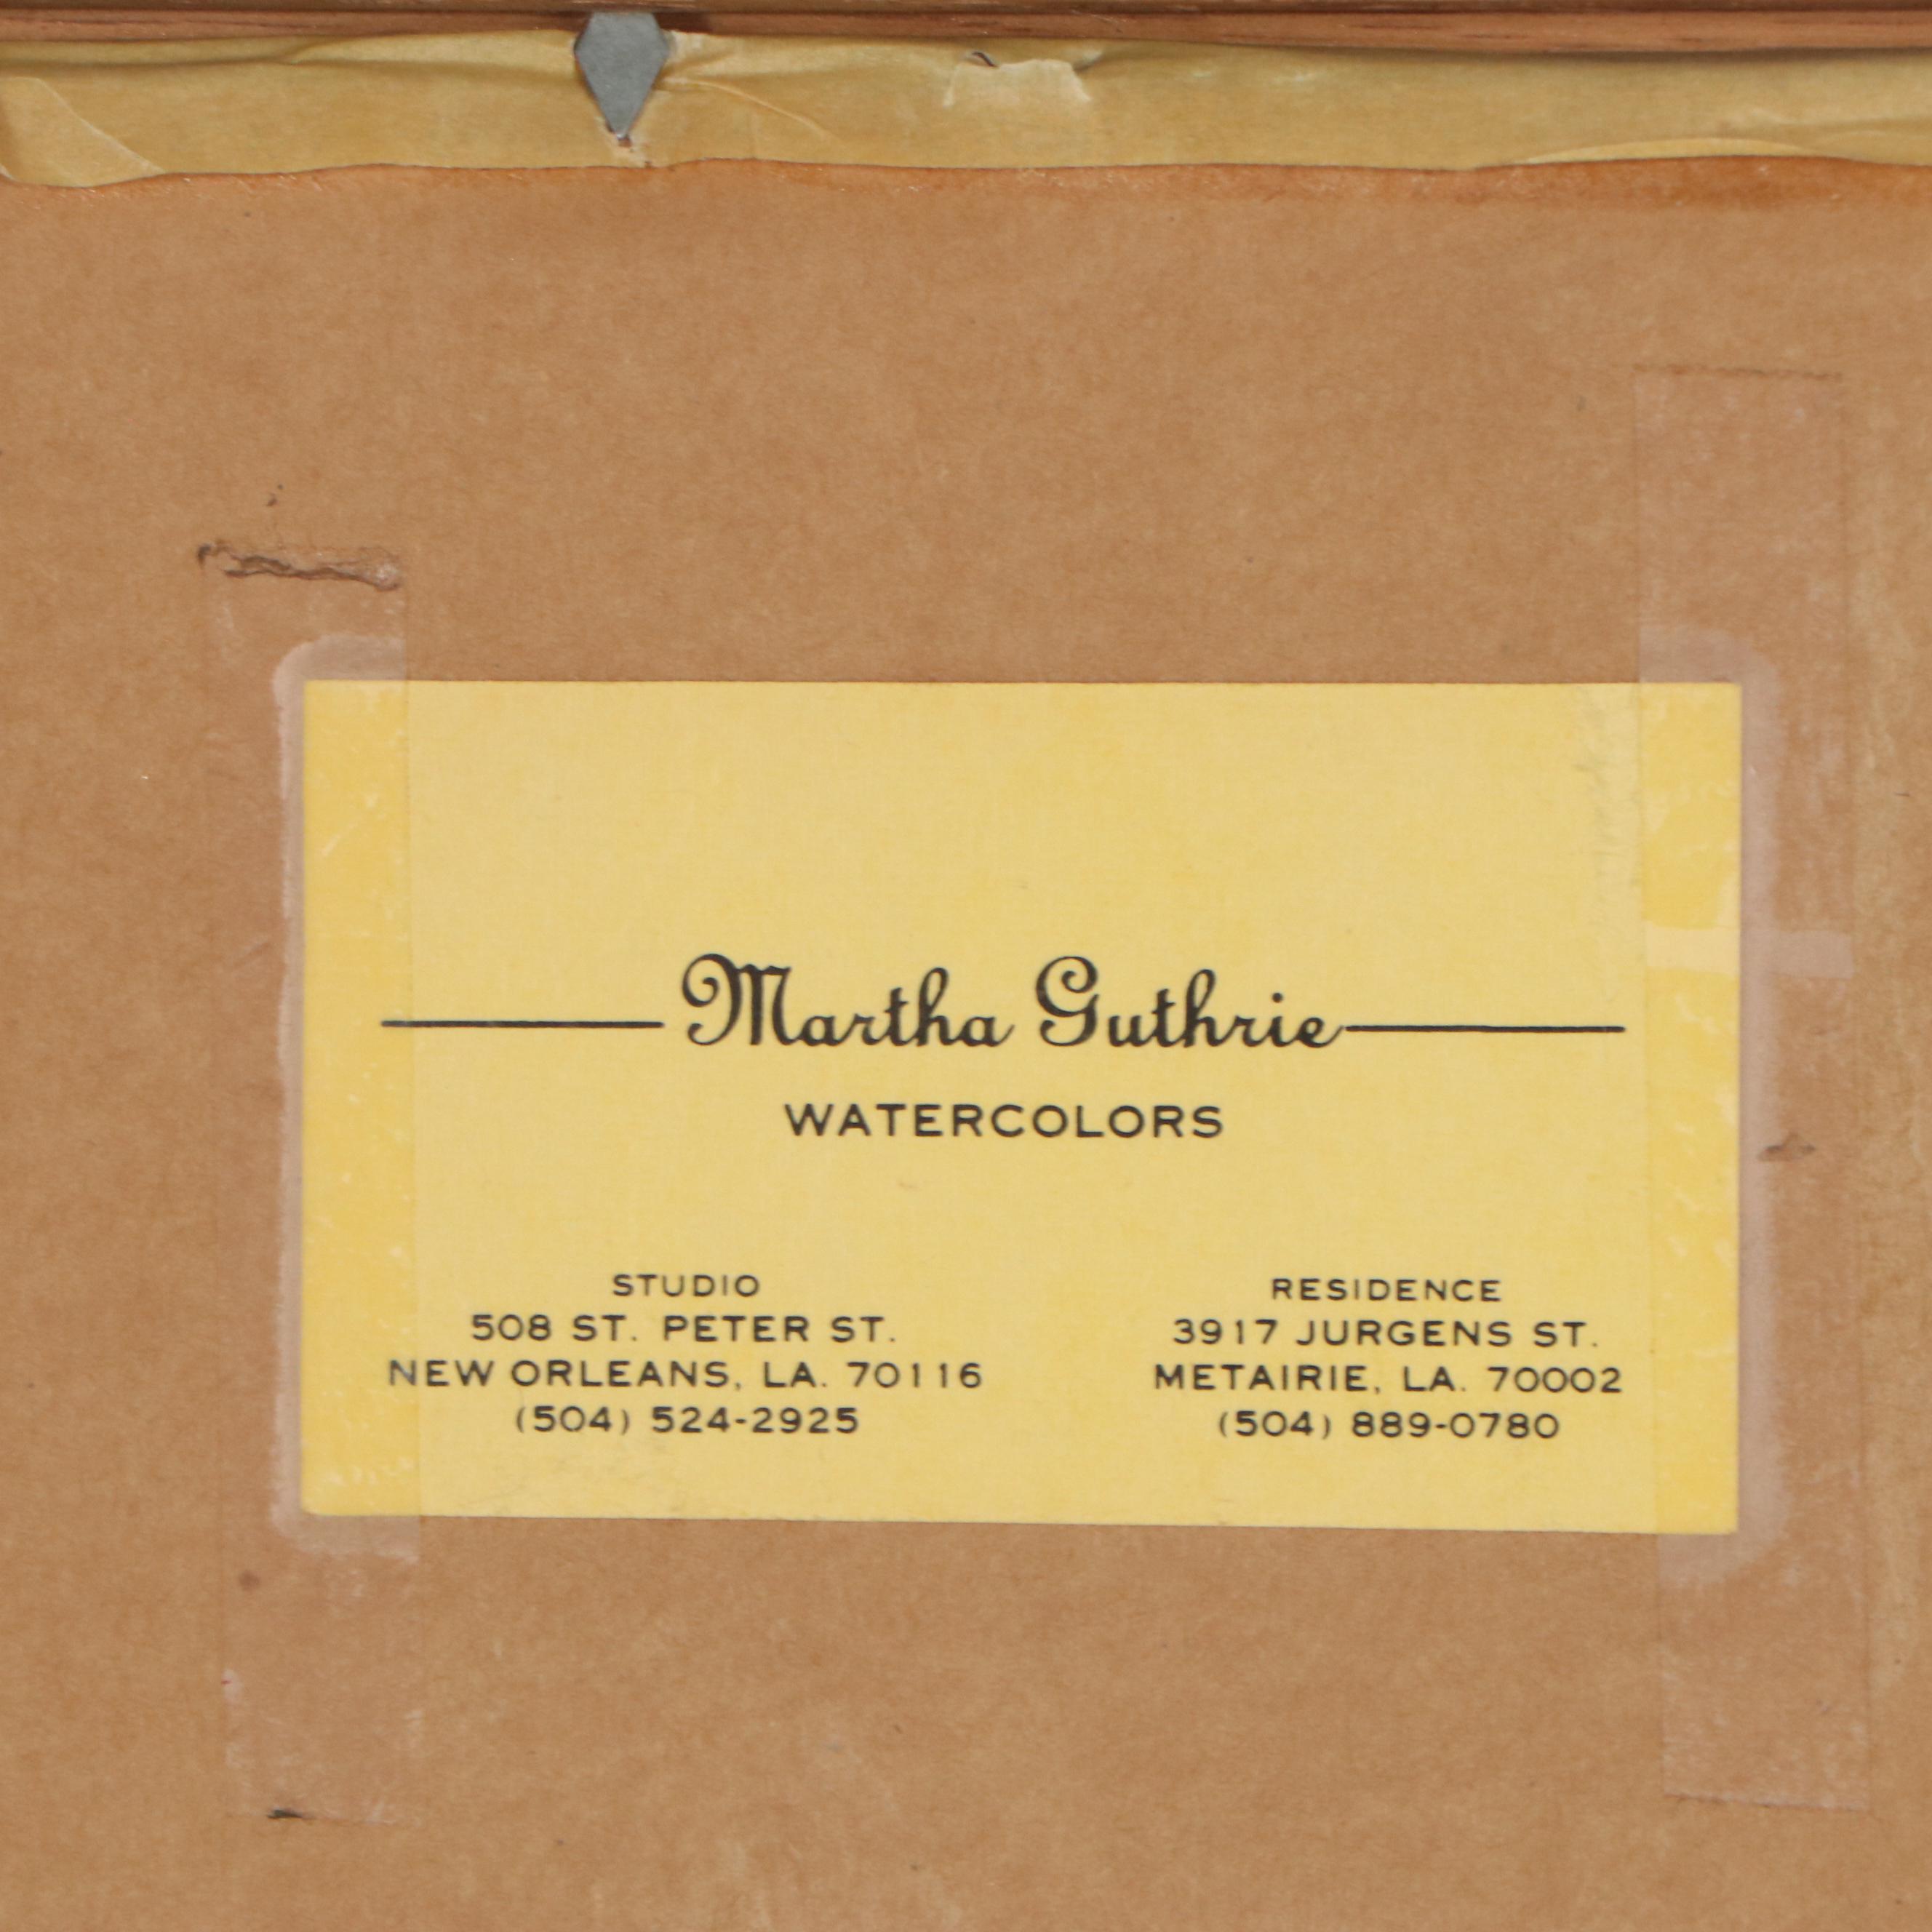 Martha Guthrie
WATERCOLORS
STUDIO
508 ST. PETER ST.
NEW ORLEANS, LA. 70116
(504) 524-2925
RESIDENCE
3917 JURGENS ST.
METAIRIE, LA. 70002
(504) 889-0780